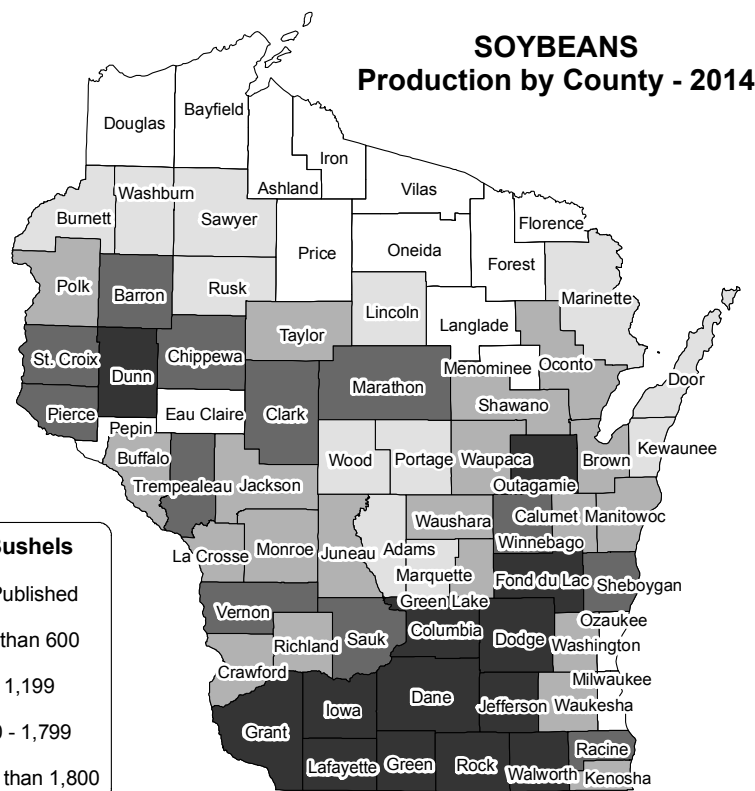 SOYBEANS
Production by County - 2014
Douglas
Bayfield
Iron
Ashland
Vilas
Washburn
Burnett
Sawyer
Florence
Price
Oneida
Forest
Polk
Barron
Rusk
Marinette
Lincoln
Langlade
Taylor
St. Croix
Chippewa
Dunn
Menominee
Oconto
Door
Marathon
Pierce
Eau Claire
Clark
Shawano
Pepin
Buffalo
Wood
Portage
Waupaca
Brown
Kewaunee
Trempealeau
Jackson
Outagamie
Waushara
Calumet
Manitowoc
Winnebago
La Crosse
Monroe
Juneau
Adams
Marquette
Fond du Lac
Sheboygan
Green Lake
Vernon
Columbia
Dodge
Ozaukee
Richland
Sauk
Washington
Crawford
Milwaukee
Dane
Jefferson
Waukesha
Grant
Iowa
Racine
Lafayette
Green
Rock
Walworth
Kenosha
ushels
ublished
than 600
1,199
- 1,799
than 1,800